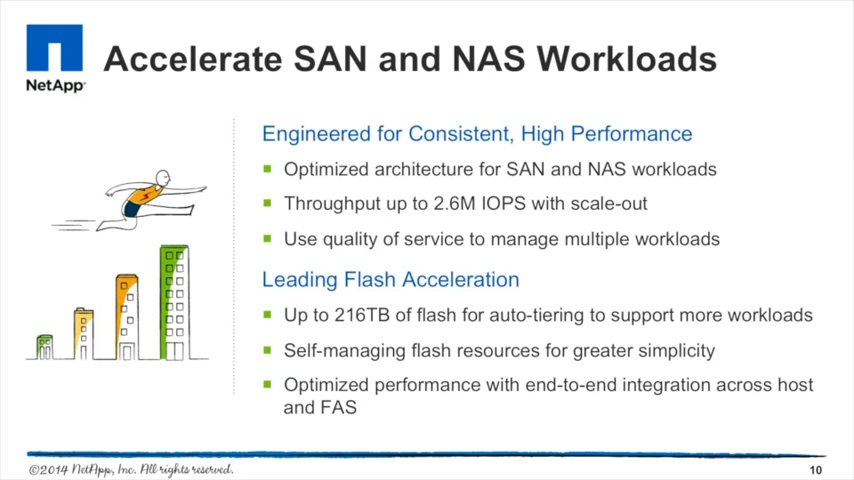 NetApp®
Accelerate SAN and NAS Workloads
Engineered for Consistent, High Performance
Optimized architecture for SAN and NAS workloads
Throughput up to 2.6M IOPS with scale-out
Use quality of service to manage multiple workloads
Leading Flash Acceleration
Up to 216TB of flash for auto-tiering to support more workloads
Self-managing flash resources for greater simplicity
Optimized performance with end-to-end integration across host
and FAS
©2014 NetApp, Inc. All rights reserved.
10